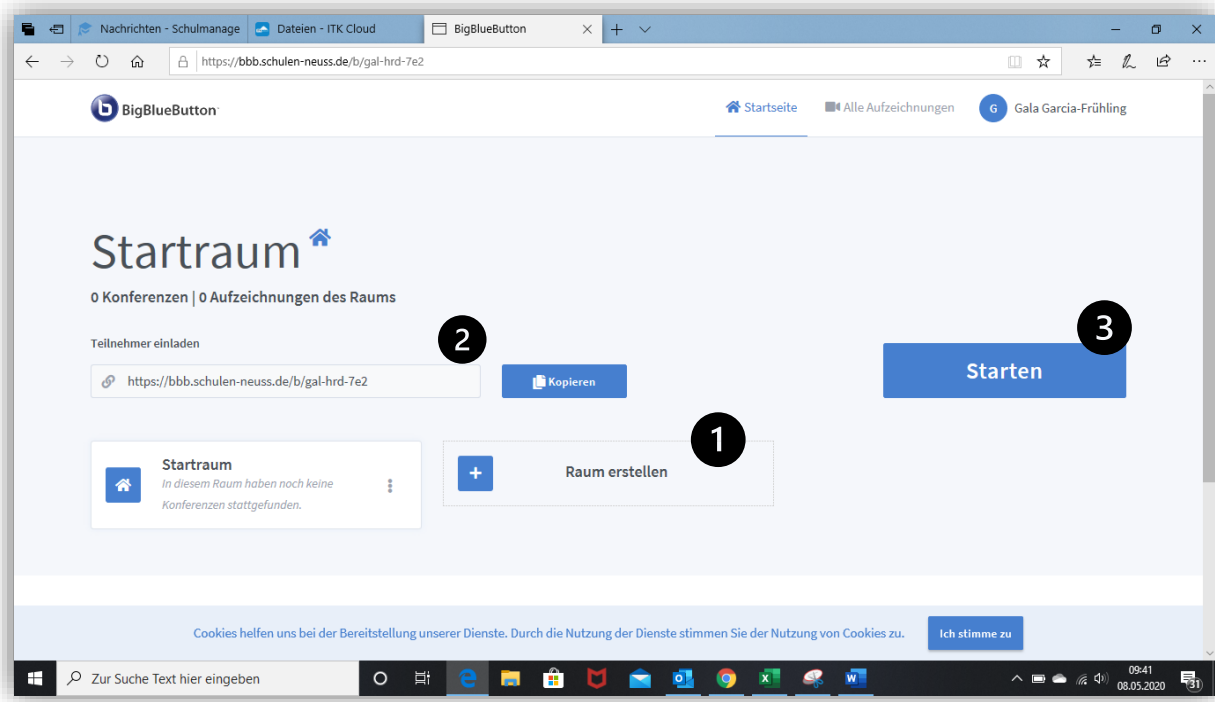 Nachrichten - Schulmanage
Dateien - ITK Cloud
BigBlueButton
https://bbb.schulen-neuss.de/b/gal-hrd-7e2
b BigBlueButton
Startseite
Alle Aufzeichnungen
G Gala Garcia-Frühling
Startraum
0 Konferenzen | 0 Aufzeichnungen des Raums
Teilnehmer einladen
2
3
https://bbb.schulen-neuss.de/b/gal-hrd-7e2
Kopieren
Starten
1
Startraum
In diesem Raum haben noch keine
Konferenzen stattgefunden.
Raum erstellen
Cookies helfen uns bei der Bereitstellung unserer Dienste. Durch die Nutzung der Dienste stimmen Sie der Nutzung von Cookies zu.
Ich stimme zu
Zur Suche Text hier eingeben
09:41
08.05.2020
31